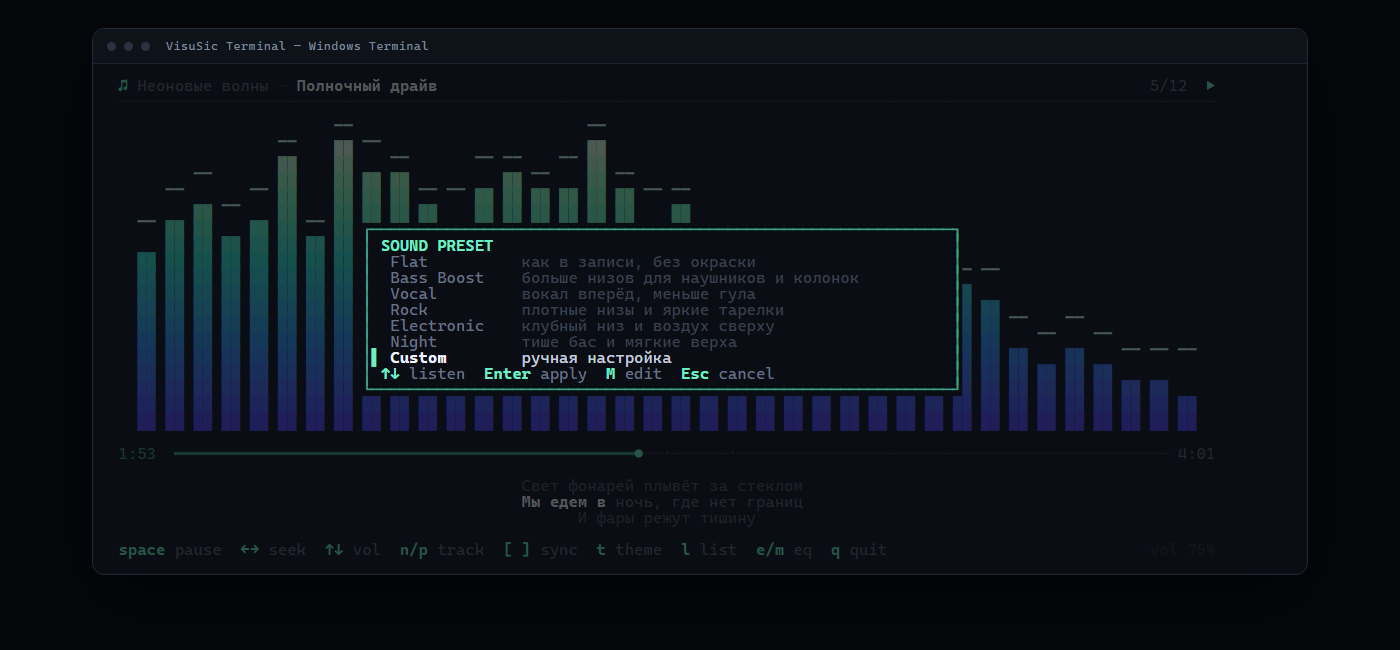 VisuSic Terminal — Windows Terminal
♫ Неоновые волны — Полночный драйв 5/12 ▶
SOUND PRESET
Flat как в записи, без окраски
Bass Boost больше низов для наушников и колонок
Vocal вокал вперёд, меньше гула
Rock плотные низы и яркие тарелки
Electronic клубный низ и воздух сверху
Night тише бас и мягкие верха
Custom ручная настройка
↑↓ listen Enter apply M edit Esc cancel
1:53 4:01
Свет фонарей плывёт за стеклом
Мы едем в ночь, где нет границ
И фары режут тишину
space pause ←→ seek ↑↓ vol n/p track [ ] sync t theme l list e/m eq q quit vol 75%